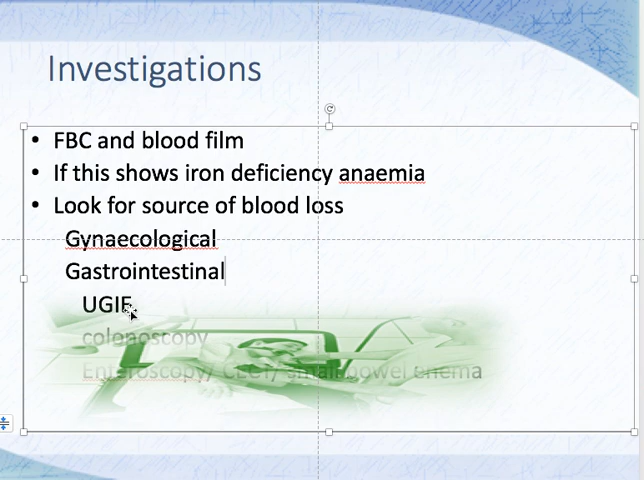 Investigations
• FBC and blood film
• If this shows iron deficiency anaemia
• Look for source of blood loss
Gynaecological
Gastrointestinal
UGIE
colonoscopy
Enteroscopy/ CECT/ small bowel enema